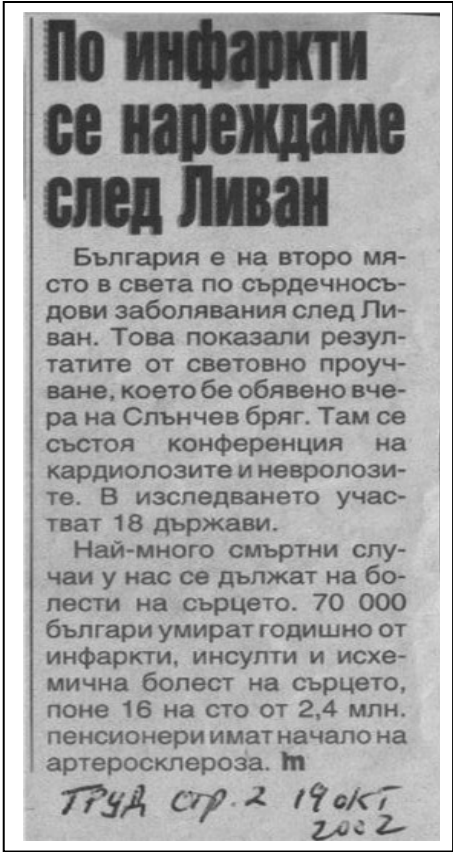 По инфаркти
се нареждаме
след Ливан
България е на второ мя-
сто в света по сърдечносъ-
дови заболявания след Ли-
ван. Това показали резул-
татите от световно проуч-
ване, което бе обявено вче-
ра на Слънчев бряг. Там се
състоя конференция на
кардиолозите и невролози-
те. В изследването учас-
тват 18 държави.
Най-много смъртни слу-
чаи у нас се дължат на бо-
лести на сърцето. 70 000
българи умират годишно от
инфаркти, инсулти и исхе-
мична болест на сърцето,
поне 16 на сто от 2,4 млн.
пенсионери имат начало на
артеросклероза.
ТРУД стр. 2 19 окт
2002